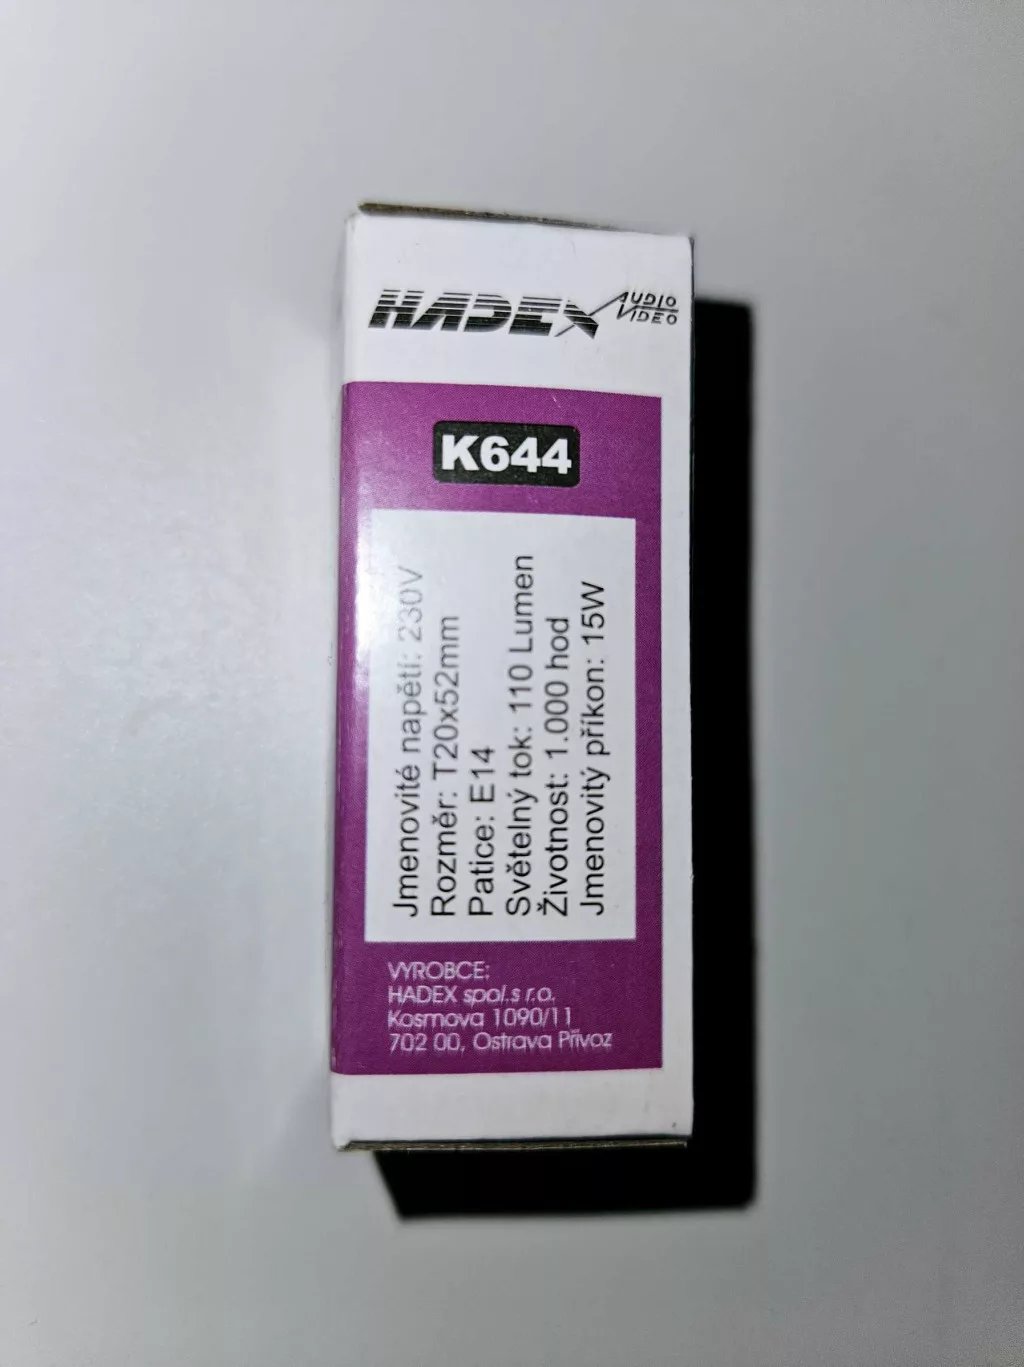 HADEX AUDIO VIDEO
K644
Jmenovité napětí: 230V
Rozměr: T20x52mm
Patice: E14
Světelný tok: 110 Lumen
Životnost: 1.000 hod
Jmenovitý příkon: 15W
VYROBCE:
HADEX spol.s r.o.
Kosmova 1090/11
702 00, Ostrava Přívoz